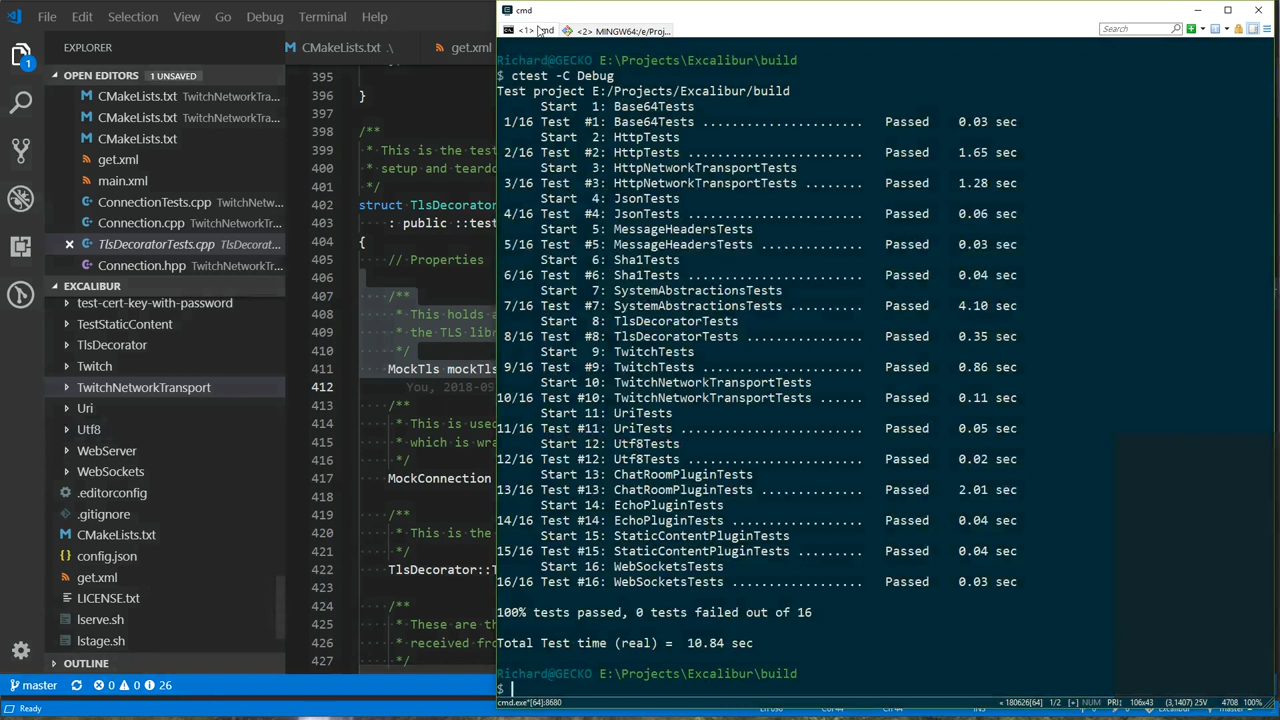 File Edit Selection View Go Debug Terminal Help
cmd
<1> cmd
<2> MINGW64:/e/Proj...
Search
EXPLORER
OPEN EDITORS 1 UNSAVED
CMakeLists.txt TwitchNetworkTra...
CMakeLists.txt TwitchNetworkTra...
CMakeLists.txt
get.xml
main.xml
ConnectionTests.cpp TwitchNetw...
Connection.cpp TwitchNetworkTra...
TlsDecoratorTests.cpp TlsDecorat...
Connection.hpp TwitchNetworkTra...
EXCALIBUR
test-cert-key-with-password
TestStaticContent
TlsDecorator
Twitch
TwitchNetworkTransport
Uri
Utf8
WebServer
WebSockets
.editorconfig
.gitignore
CMakeLists.txt
config.json
get.xml
LICENSE.txt
lsremote.sh
lstage.sh
OUTLINE
master 0 0 26
Ready
CMakeLists.txt .\
get.xml
395
396 }
397
398 /**
399 * This is the test
400 * setup and teardo
401 */
402 struct TlsDecorator
403 : public ::test
404 {
405 // Properties
406
407 /**
408 * This holds a
409 * the TLS libr
410 */
411 MockTls mockTls
412 You, 2018-09
413 /**
414 * This is used
415 * which is wra
416 */
417 MockConnection
418
419 /**
420 * This is the
421 */
422 TlsDecorator::T
423
424 /**
425 * These are th
426 * received fro
427 */
Richard@GECKO E:\Projects\Excalibur\build
$ ctest -C Debug
Test project E:/Projects/Excalibur/build
Start 1: Base64Tests
1/16 Test #1: Base64Tests ...................... Passed 0.03 sec
Start 2: HttpTests
2/16 Test #2: HttpTests ........................ Passed 1.65 sec
Start 3: HttpNetworkTransportTests
3/16 Test #3: HttpNetworkTransportTests ........ Passed 1.28 sec
Start 4: JsonTests
4/16 Test #4: JsonTests ........................ Passed 0.06 sec
Start 5: MessageHeadersTests
5/16 Test #5: MessageHeadersTests .............. Passed 0.03 sec
Start 6: Sha1Tests
6/16 Test #6: Sha1Tests ........................ Passed 0.04 sec
Start 7: SystemAbstractionsTests
7/16 Test #7: SystemAbstractionsTests .......... Passed 4.10 sec
Start 8: TlsDecoratorTests
8/16 Test #8: TlsDecoratorTests ................ Passed 0.35 sec
Start 9: TwitchTests
9/16 Test #9: TwitchTests ...................... Passed 0.86 sec
Start 10: TwitchNetworkTransportTests
10/16 Test #10: TwitchNetworkTransportTests ...... Passed 0.11 sec
Start 11: UriTests
11/16 Test #11: UriTests ......................... Passed 0.05 sec
Start 12: Utf8Tests
12/16 Test #12: Utf8Tests ........................ Passed 0.02 sec
Start 13: ChatRoomPluginTests
13/16 Test #13: ChatRoomPluginTests .............. Passed 2.01 sec
Start 14: EchoPluginTests
14/16 Test #14: EchoPluginTests .................. Passed 0.04 sec
Start 15: StaticContentPluginTests
15/16 Test #15: StaticContentPluginTests ......... Passed 0.04 sec
Start 16: WebSocketsTests
16/16 Test #16: WebSocketsTests .................. Passed 0.03 sec
100% tests passed, 0 tests failed out of 16
Total Test time (real) = 10.84 sec
Richard@GECKO E:\Projects\Excalibur\build
$
cmd.exe*[64]:8680
« 180626[64] 1/2 [+] NUM PRI: 106x43 (3,1407) 25V 4708 100%